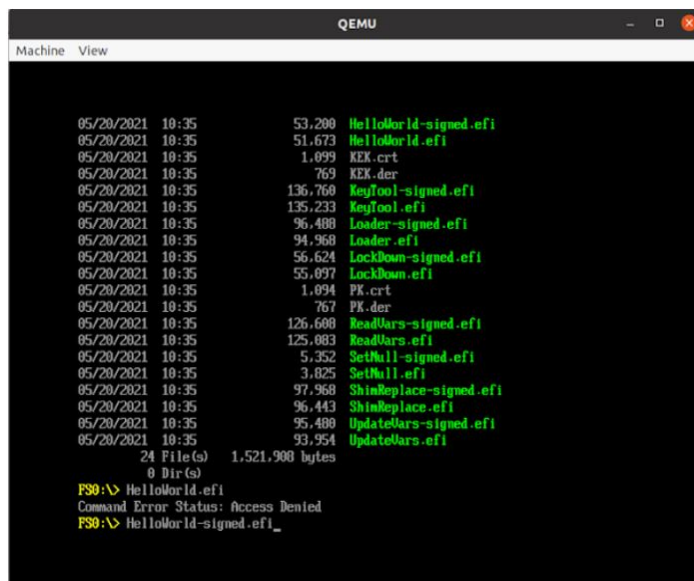 QEMU
Machine View
05/20/2021 10:35 53,200 HelloWorld-signed.efi
05/20/2021 10:35 51,673 HelloWorld.efi
05/20/2021 10:35 1,099 KEK.crt
05/20/2021 10:35 769 KEK.der
05/20/2021 10:35 136,760 KeyTool-signed.efi
05/20/2021 10:35 135,233 KeyTool.efi
05/20/2021 10:35 96,488 Loader-signed.efi
05/20/2021 10:35 94,968 Loader.efi
05/20/2021 10:35 56,624 LockDown-signed.efi
05/20/2021 10:35 55,097 LockDown.efi
05/20/2021 10:35 1,094 PK.crt
05/20/2021 10:35 767 PK.der
05/20/2021 10:35 126,608 ReadVars-signed.efi
05/20/2021 10:35 125,083 ReadVars.efi
05/20/2021 10:35 5,352 SetNull-signed.efi
05/20/2021 10:35 3,825 SetNull.efi
05/20/2021 10:35 97,968 ShimReplace-signed.efi
05/20/2021 10:35 96,443 ShimReplace.efi
05/20/2021 10:35 95,480 UpdateVars-signed.efi
05/20/2021 10:35 93,954 UpdateVars.efi
24 File(s) 1,521,908 bytes
0 Dir(s)
FS0:\> HelloWorld.efi
Command Error Status: Access Denied
FS0:\> HelloWorld-signed.efi_